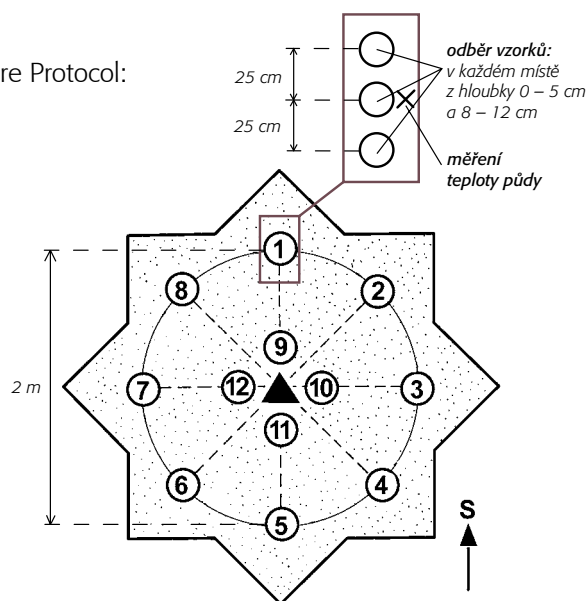 re Protocol:
25 cm
25 cm
odběr vzorků:
v každém místě
z hloubky 0 – 5 cm
a 8 – 12 cm
měření
teploty půdy
1
8
2
9
2 m
7
12
10
3
11
6
4
5
S